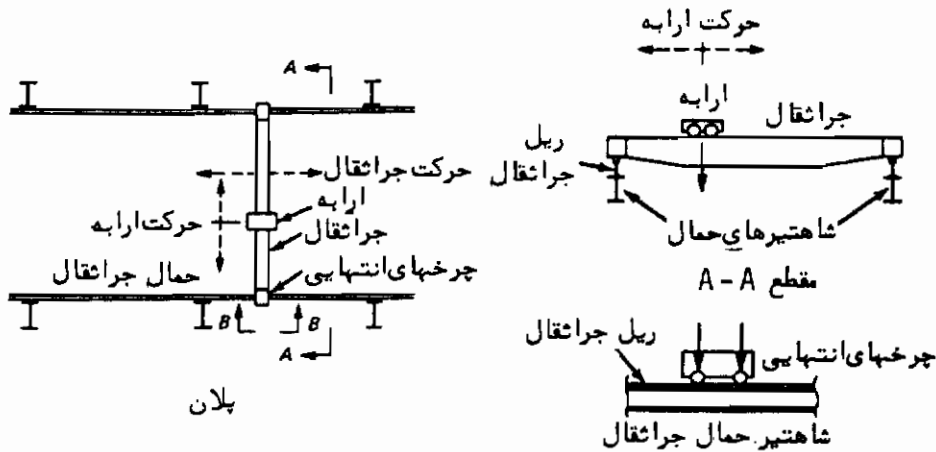 A
حرکت جراثقال
ارابه
حرکت ارابه
جراثقال
چرخهای انتهایی
حمال جراثقال
B
B
A
پلان
حرکت ارابه
ارابه
جراثقال
ریل
جراثقال
شاهتیرهای حمال
مقطع A-A
ریل جراثقال
چرخهای انتهایی
شاهتیر حمال جراثقال